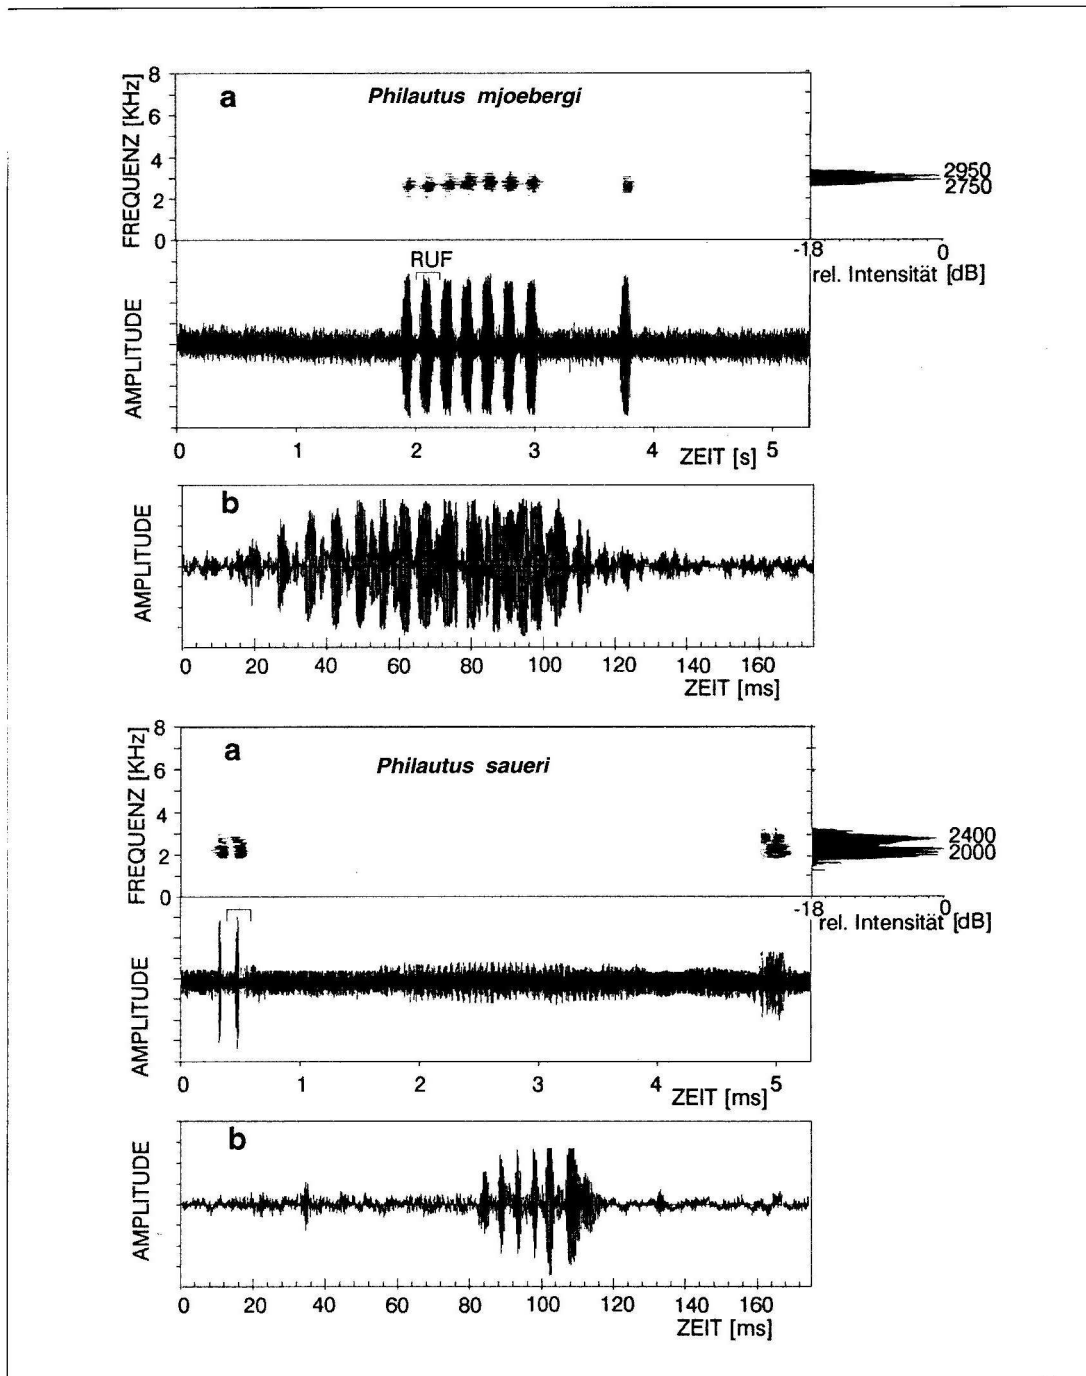 8
a
Philautus mjoebergi
6
FREQUENZ [KHz]
4
2950
2750
2
0
-18
0
RUF
rel. Intensität [dB]
AMPLITUDE
0 1 2 3 4 5
ZEIT [s]
b
AMPLITUDE
0 20 40 60 80 100 120 140 160
ZEIT [ms]
8
a
Philautus saueri
6
FREQUENZ [KHz]
4
2400
2000
2
0
-18
0
rel. Intensität [dB]
AMPLITUDE
0 1 2 3 4 5
ZEIT [ms]
b
AMPLITUDE
0 20 40 60 80 100 120 140 160
ZEIT [ms]